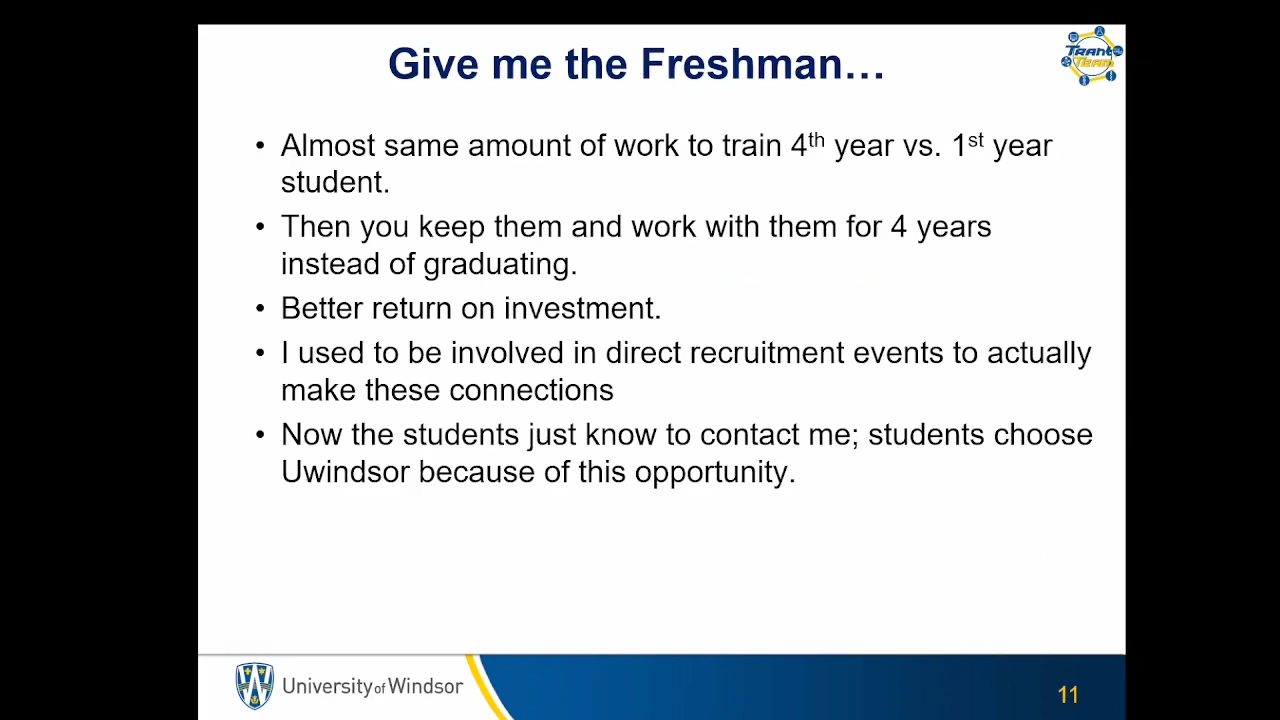 Give me the Freshman…
TRANT
TEAM
• Almost same amount of work to train 4th year vs. 1st year
student.
• Then you keep them and work with them for 4 years
instead of graduating.
• Better return on investment.
• I used to be involved in direct recruitment events to actually
make these connections
• Now the students just know to contact me; students choose
Uwindsor because of this opportunity.
University of Windsor
11